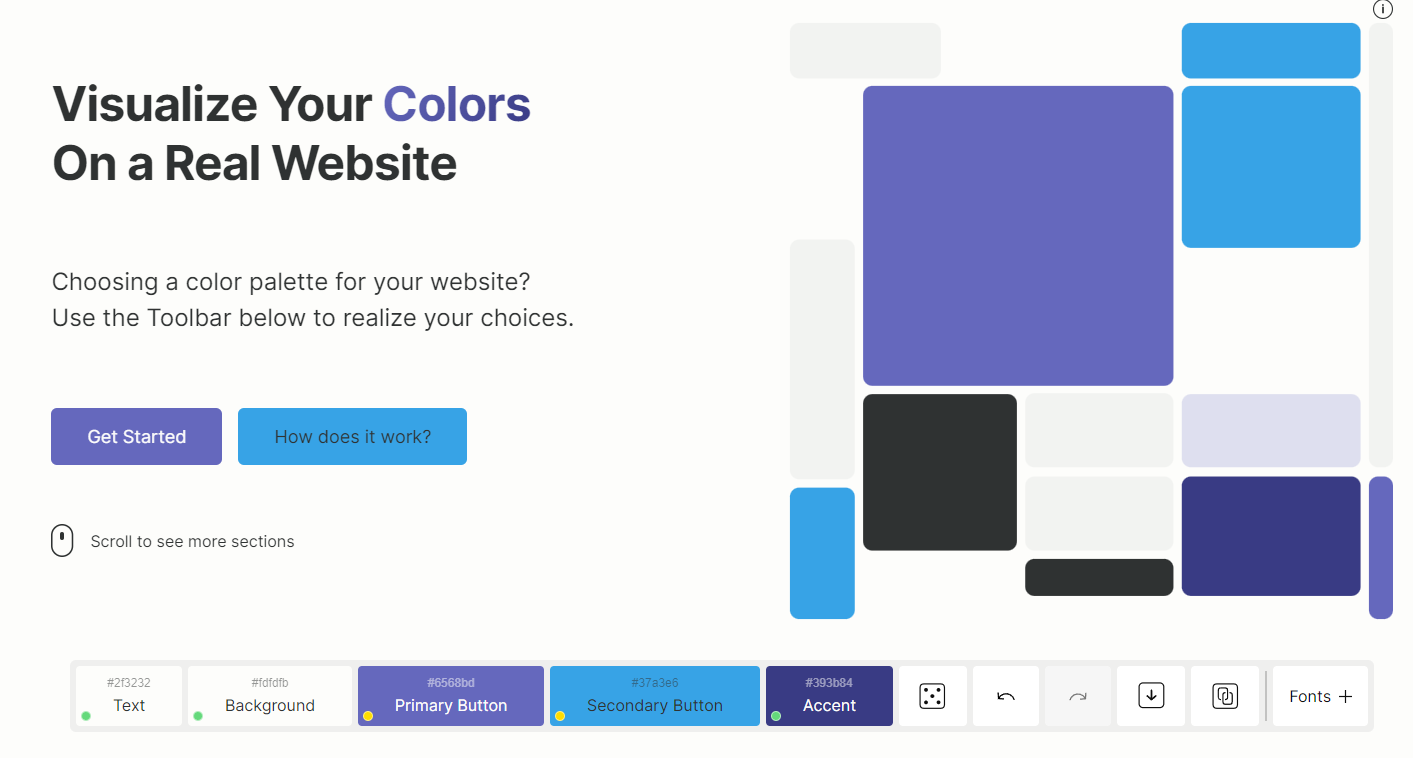 Visualize Your Colors
On a Real Website
Choosing a color palette for your website?
Use the Toolbar below to realize your choices.
Get Started
How does it work?
Scroll to see more sections
#2f3232
Text
#fdfdfb
Background
#6568bd
Primary Button
#37a3e6
Secondary Button
#393b84
Accent
Fonts